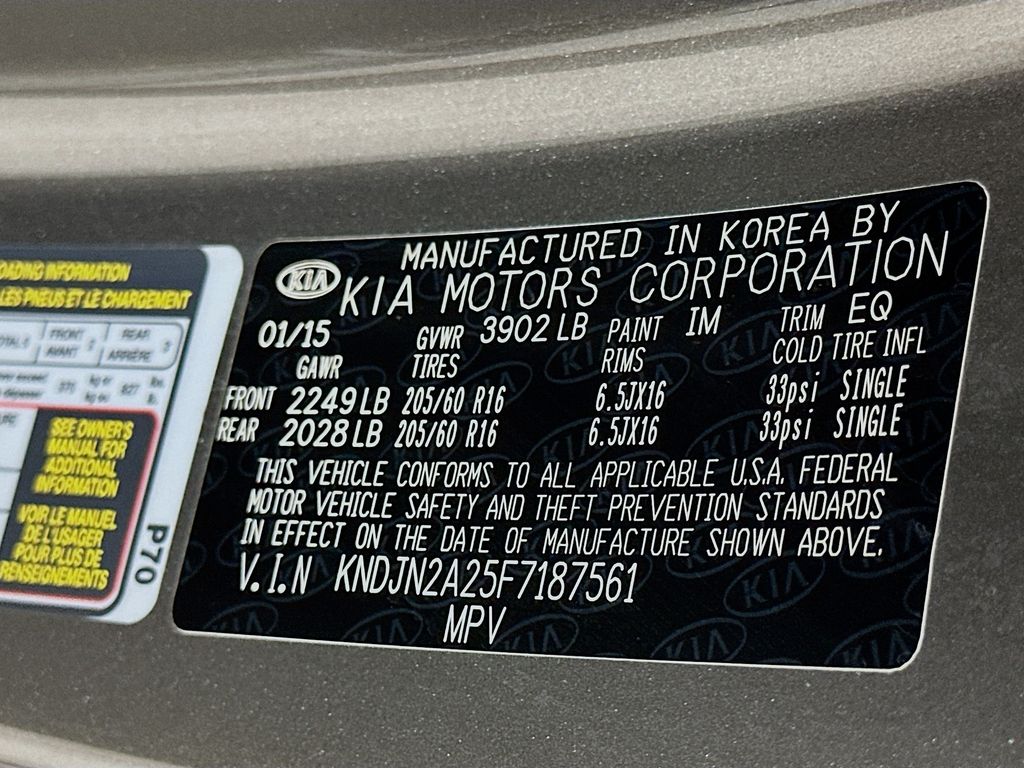 OADING INFORMATION
LES PNEUS ET LE CHARGEMENT
FRONT
AVANT
REAR
ARRIÈRE
SEE OWNER'S
MANUAL FOR
ADDITIONAL
INFORMATION
VOIR LE MANUEL
DE L'USAGER
POUR PLUS DE
RENSEIGNEMENTS
P70
KIA
MANUFACTURED IN KOREA BY
KIA MOTORS CORPORATION
01/15 GVWR 3902 LB PAINT IM TRIM EQ
GAWR TIRES RIMS COLD TIRE INFL
FRONT 2249 LB 205/60 R16 6.5JX16 33psi SINGLE
REAR 2028 LB 205/60 R16 6.5JX16 33psi SINGLE
THIS VEHICLE CONFORMS TO ALL APPLICABLE U.S.A. FEDERAL
MOTOR VEHICLE SAFETY AND THEFT PREVENTION STANDARDS
IN EFFECT ON THE DATE OF MANUFACTURE SHOWN ABOVE.
V.I.N KNDJN2A25F7187561
MPV